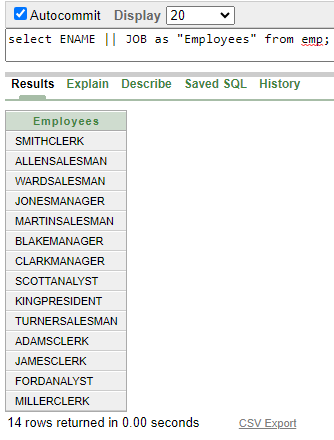 Autocommit Display 20
select ENAME || JOB as "Employees" from emp;
Results Explain Describe Saved SQL History
Employees
SMITHCLERK
ALLENSALESMAN
WARDSALESMAN
JONESMANAGER
MARTINSALESMAN
BLAKEMANAGER
CLARKMANAGER
SCOTTANALYST
KINGPRESIDENT
TURNERSALESMAN
ADAMSCLERK
JAMESCLERK
FORDANALYST
MILLERCLERK
14 rows returned in 0.00 seconds CSV Export